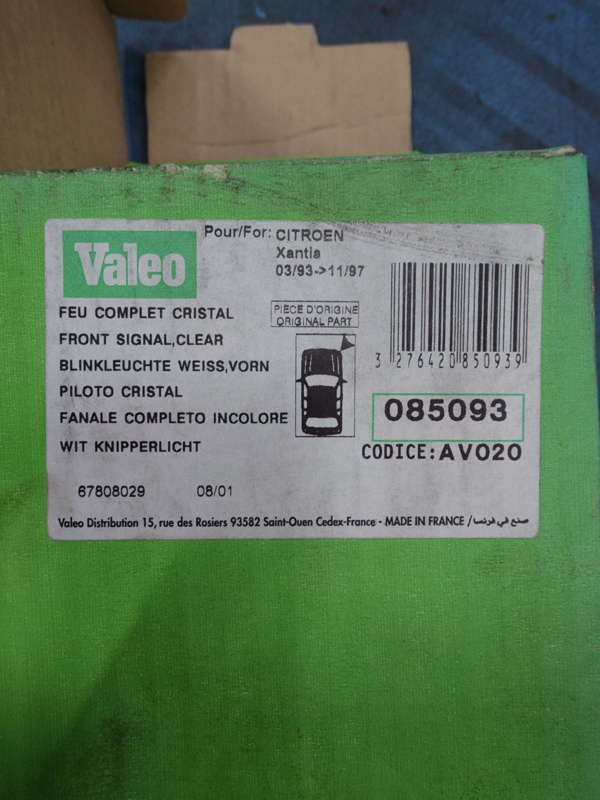 Valeo
Pour/For: CITROEN
Xantia
03/93->11/97
FEU COMPLET CRISTAL
FRONT SIGNAL,CLEAR
BLINKLEUCHTE WEISS,VORN
PILOTO CRISTAL
FANALE COMPLETO INCOLORE
WIT KNIPPERLICHT
PIECE D'ORIGINE
ORIGINAL PART
3 276420 850939
085093
CODICE:AV020
67808029 08/01
Valeo Distribution 15, rue des Rosiers 93582 Saint-Ouen Cedex-France - MADE IN FRANCE / صنع في فرنسا